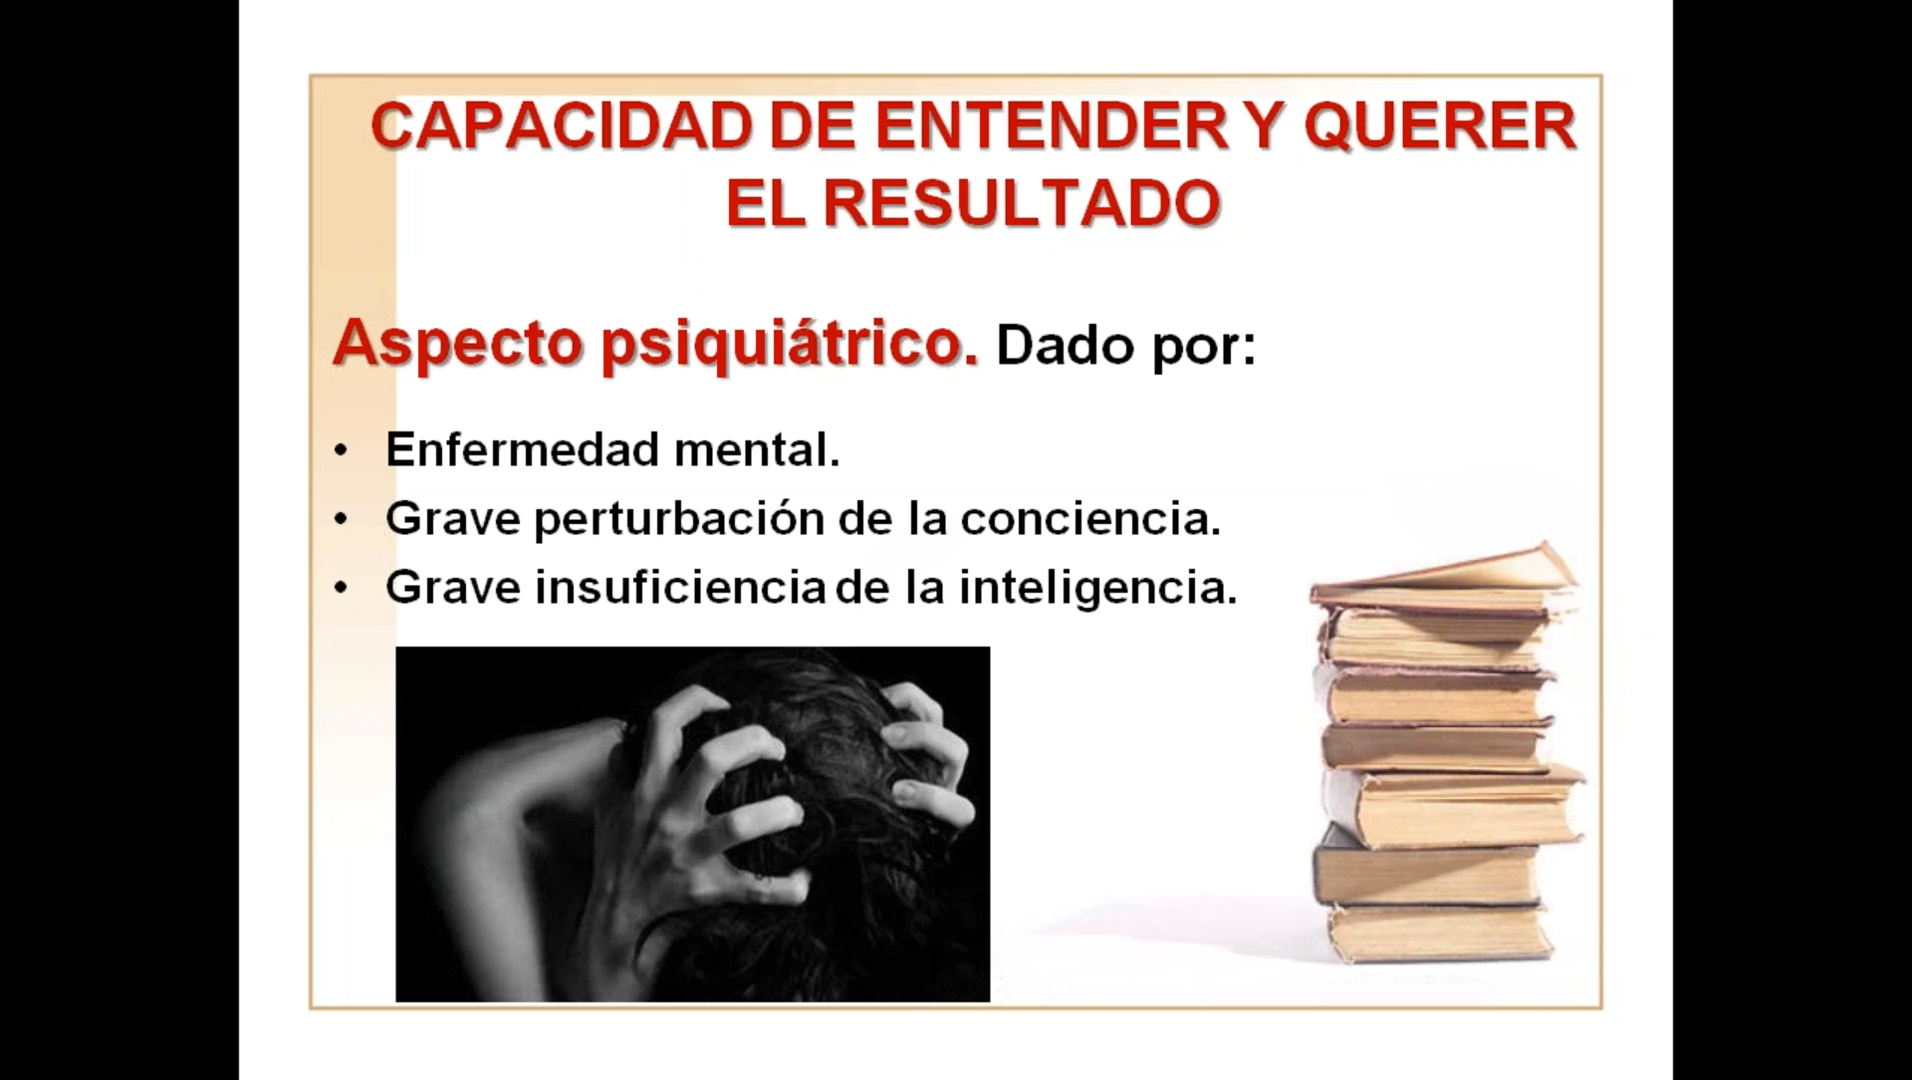 CAPACIDAD DE ENTENDER Y QUERER
EL RESULTADO
Aspecto psiquiátrico. Dado por:
• Enfermedad mental.
• Grave perturbación de la conciencia.
• Grave insuficiencia de la inteligencia.